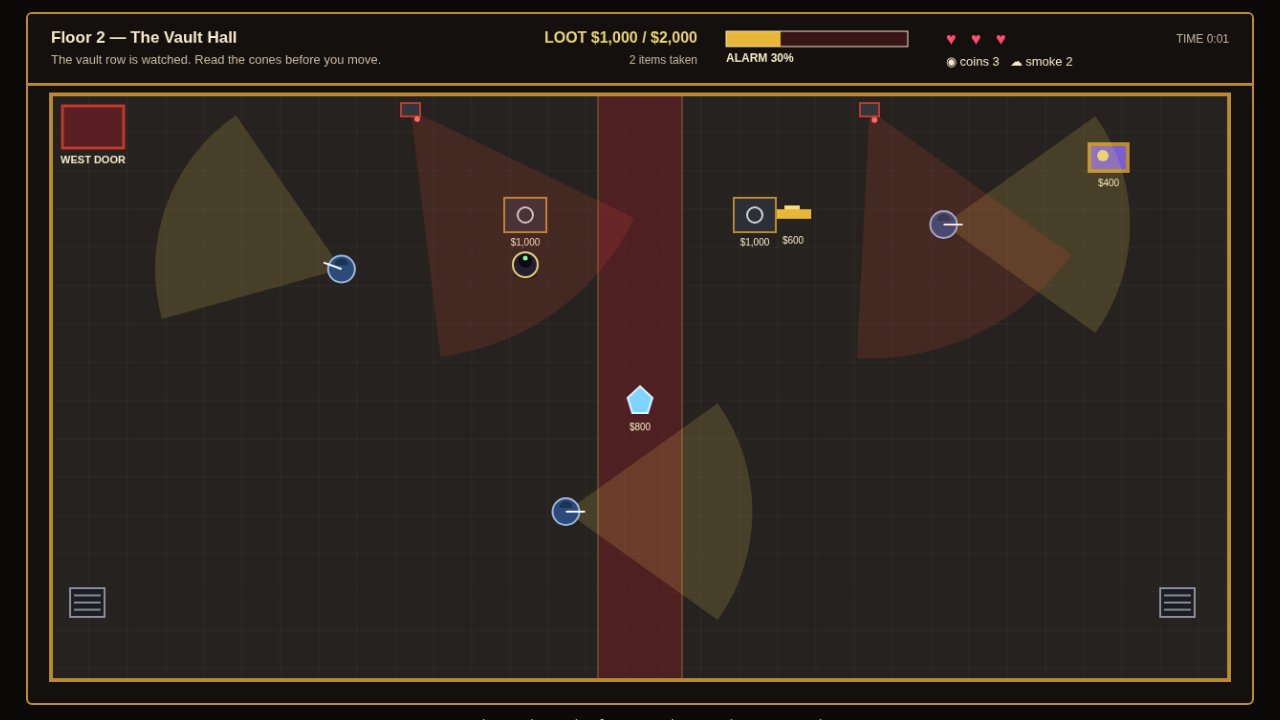 Floor 2 — The Vault Hall
The vault row is watched. Read the cones before you move.
LOOT $1,000 / $2,000
2 items taken
ALARM 30%
♥ ♥ ♥
◉ coins 3 ☁ smoke 2
TIME 0:01
WEST DOOR
$400
$1,000
$1,000
$600
$800